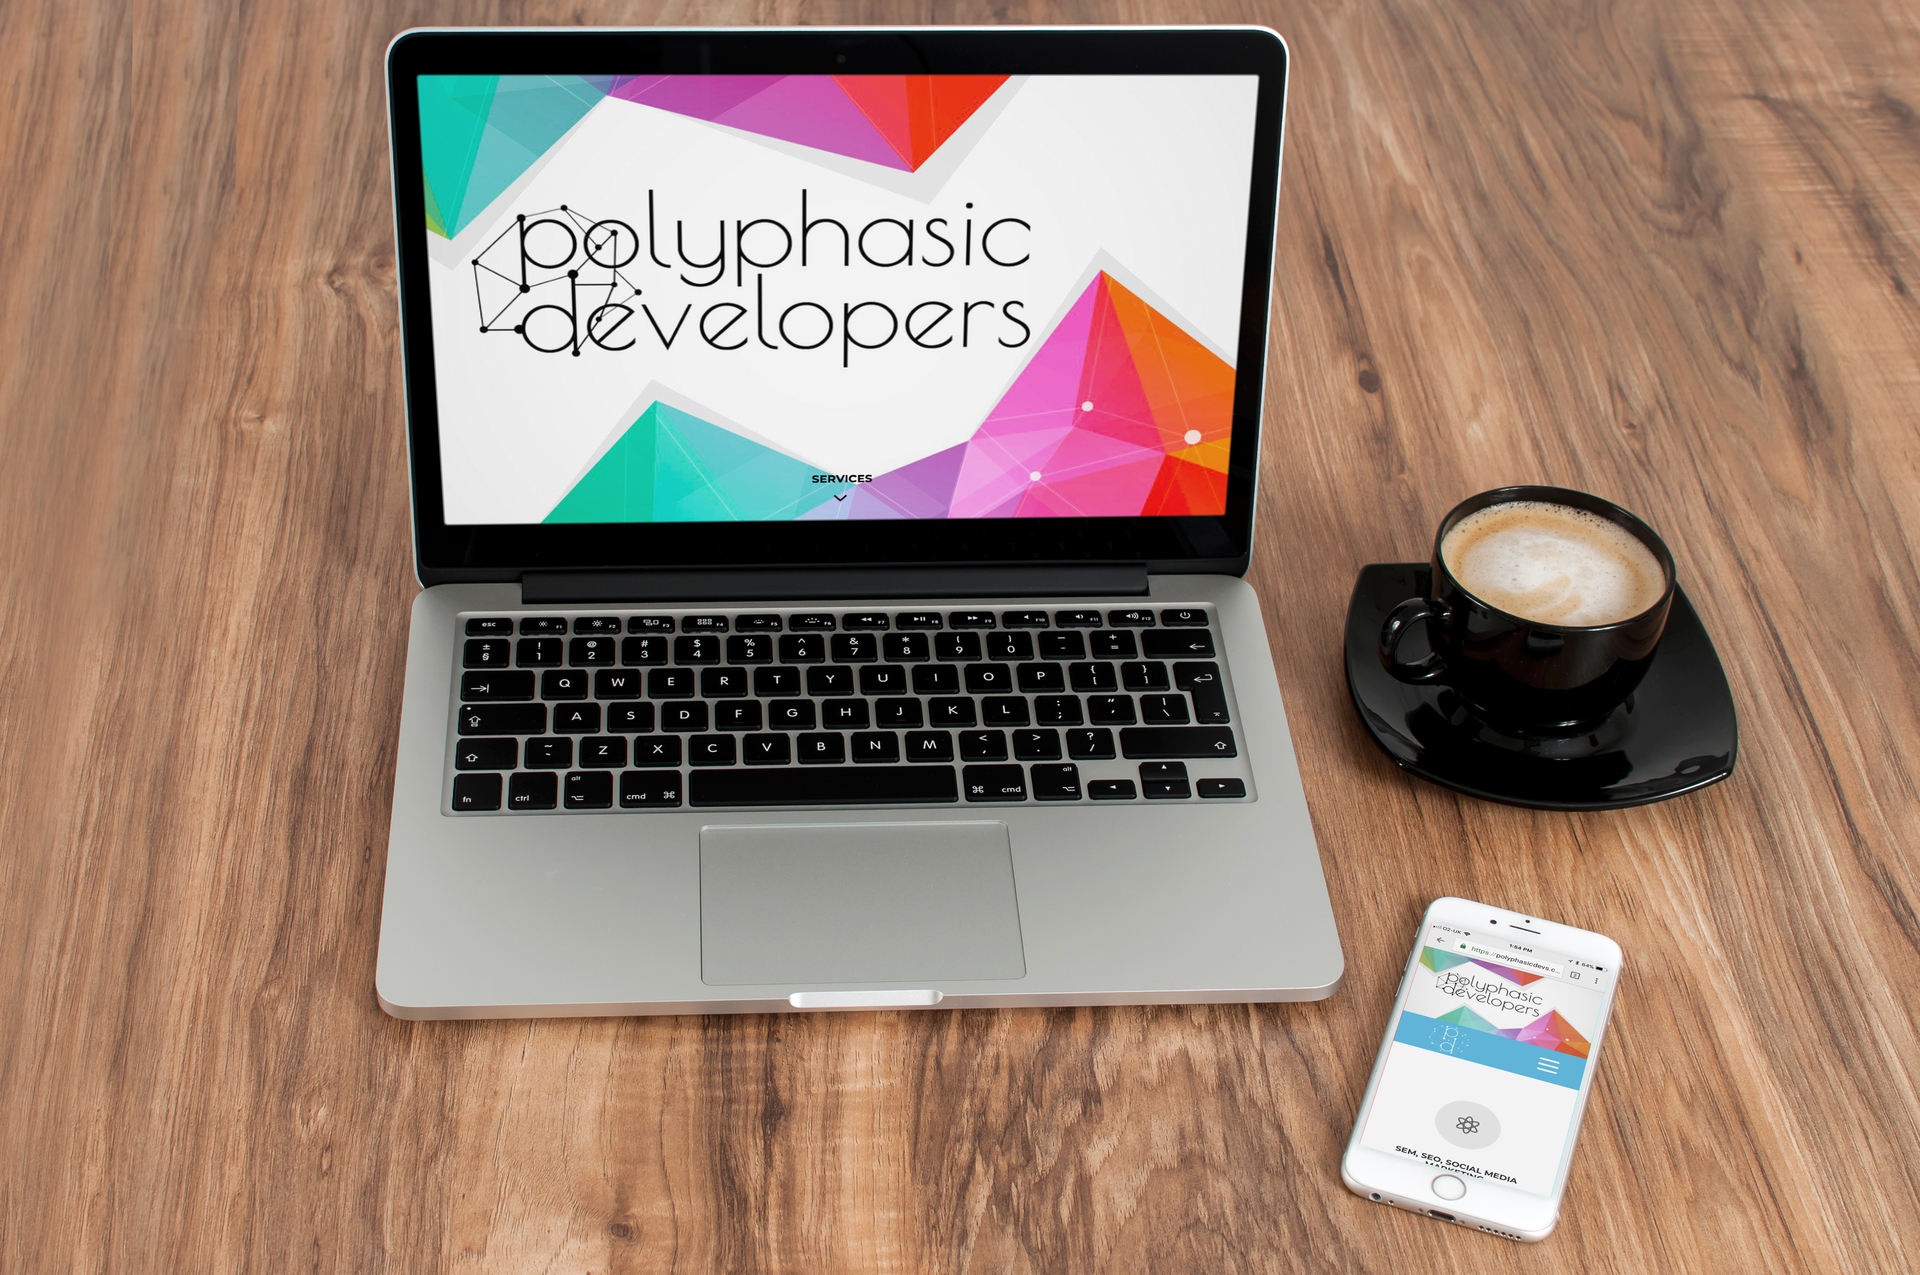 polyphasic
developers
SERVICES
esc F1 F2 F3 F4 F5 F6 F7 F8 F9 F10 F11 F12
± ! @ # $ % ^ & * ( ) _ +
§ 1 2 3 4 5 6 7 8 9 0 - =
Q W E R T Y U I O P { }
[ ]
A S D F G H J K L : " |
; ' \
~ Z X C V B N M < > ?
` , . /
fn ctrl alt cmd ⌘ ⌘ cmd alt
O2-UK 1:54 PM 64%
https://polyphasicdevs.c...
polyphasic
developers
p
d
SEM, SEO, SOCIAL MEDIA
MARKETING